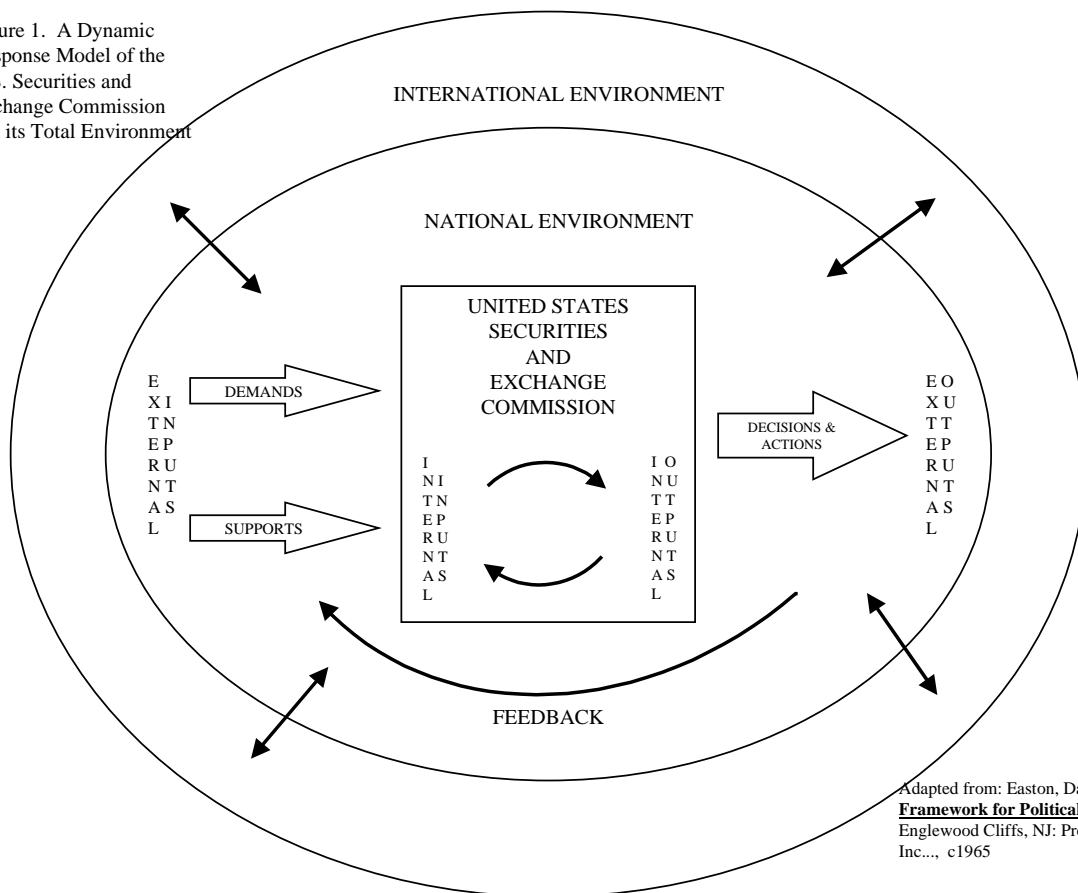 ure 1. A Dynamic
sponse Model of the
. Securities and
change Commission
its Total Environment
INTERNATIONAL ENVIRONMENT
NATIONAL ENVIRONMENT
UNITED STATES
SECURITIES
AND
EXCHANGE
COMMISSION
EXTERNAL
INPUTS
DEMANDS
SUPPORTS
INTERNAL
INPUTS
INTERNAL
OUTPUTS
DECISIONS &
ACTIONS
EXTERNAL
OUTPUTS
FEEDBACK
Adapted from: Easton, Da
Framework for Political
Englewood Cliffs, NJ: Pre
Inc..., c1965